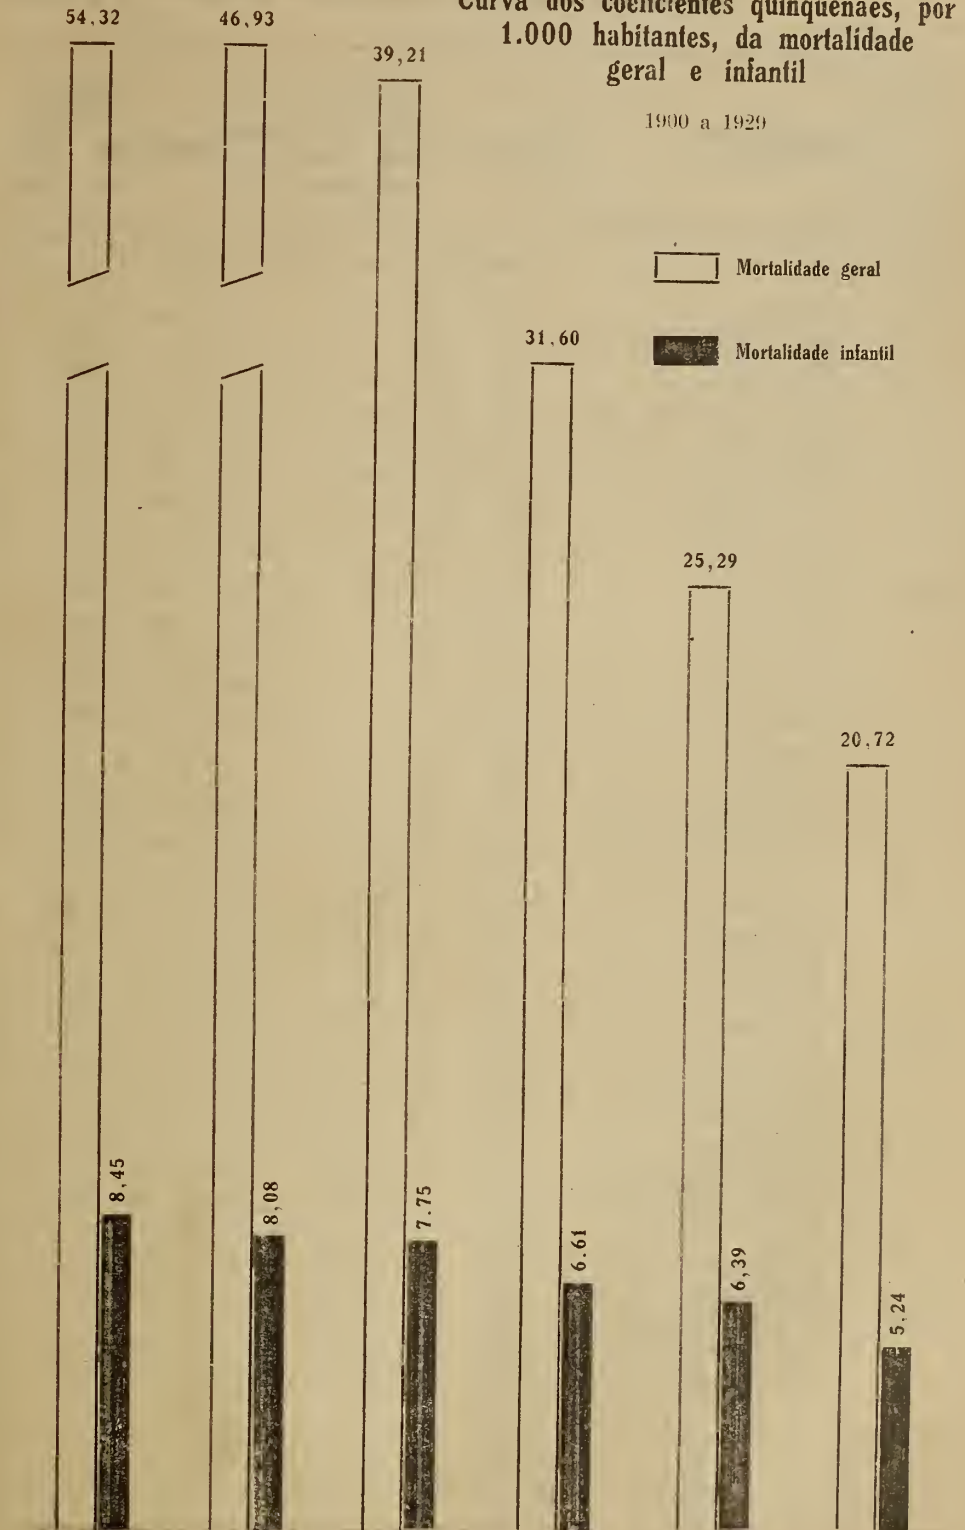 Curva dos coeficientes quinquenaes, por
1.000 habitantes, da mortalidade
geral e infantil
1900 a 1929
Mortalidade geral
Mortalidade infantil
54,32
46,93
39,21
31.60
25,29
20,72
8,45
8,08
7.75
6.61
6,39
5,24